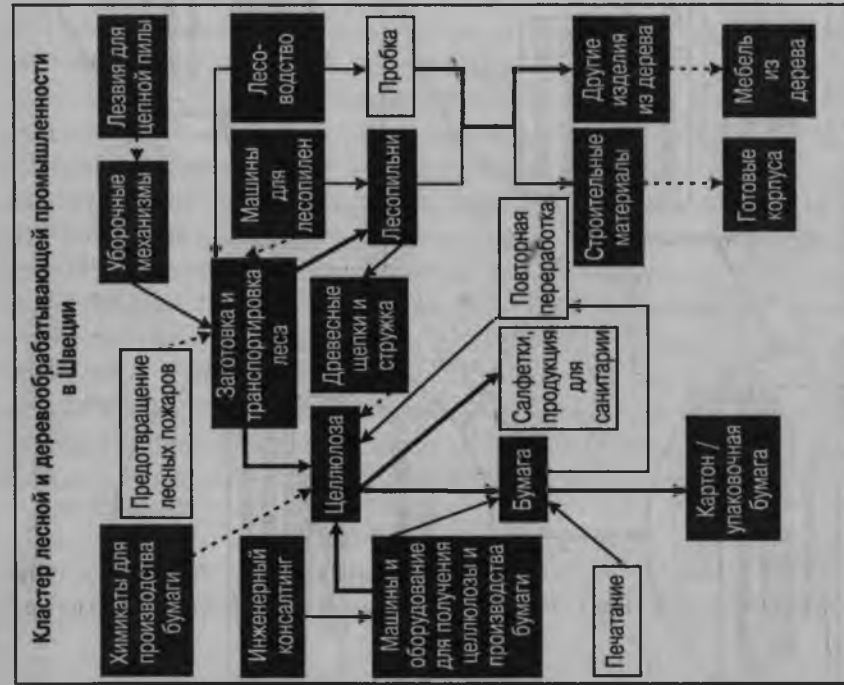 Кластер лесной и деревообрабатывающей промышленности
в Швеции
Химикаты для
производства
бумаги
Предотвращение
лесных пожаров
Уборочные
механизмы
Лезвия для
цепной пилы
Инженерный
консалтинг
Заготовка и
транспортировка
леса
Машины для
лесопилен
Лесо-
водство
Целлюлоза
Древесные
щепки и
стружка
Лесопильни
Пробка
Машины и
оборудование
для получения
целлюлозы и
производства
бумаги
Бумага
Салфетки,
продукция
для
санитарии
Повторная
переработка
Печатание
Строительные
материалы
Другие
изделия
из дерева
Картон /
упаковочная
бумага
Готовые
корпуса
Мебель
из
дерева